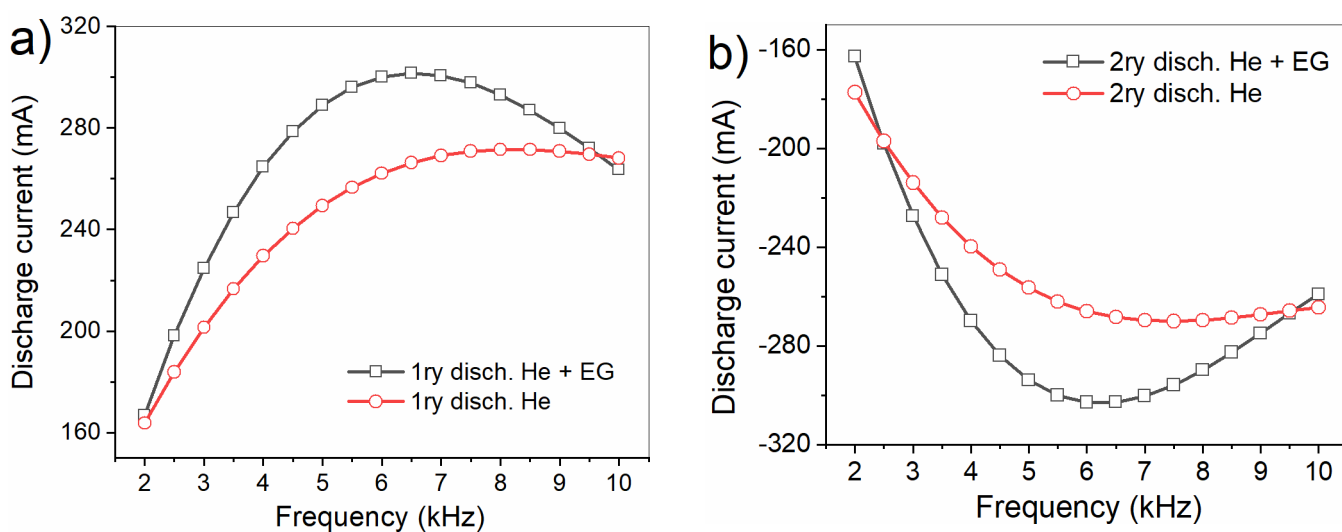 a)
320
280
240
200
160
Discharge current (mA)
1ry disch. He + EG
1ry disch. He
2 3 4 5 6 7 8 9 10
Frequency (kHz)
b)
-160
-200
-240
-280
-320
Discharge current (mA)
2ry disch. He + EG
2ry disch. He
2 3 4 5 6 7 8 9 10
Frequency (kHz)